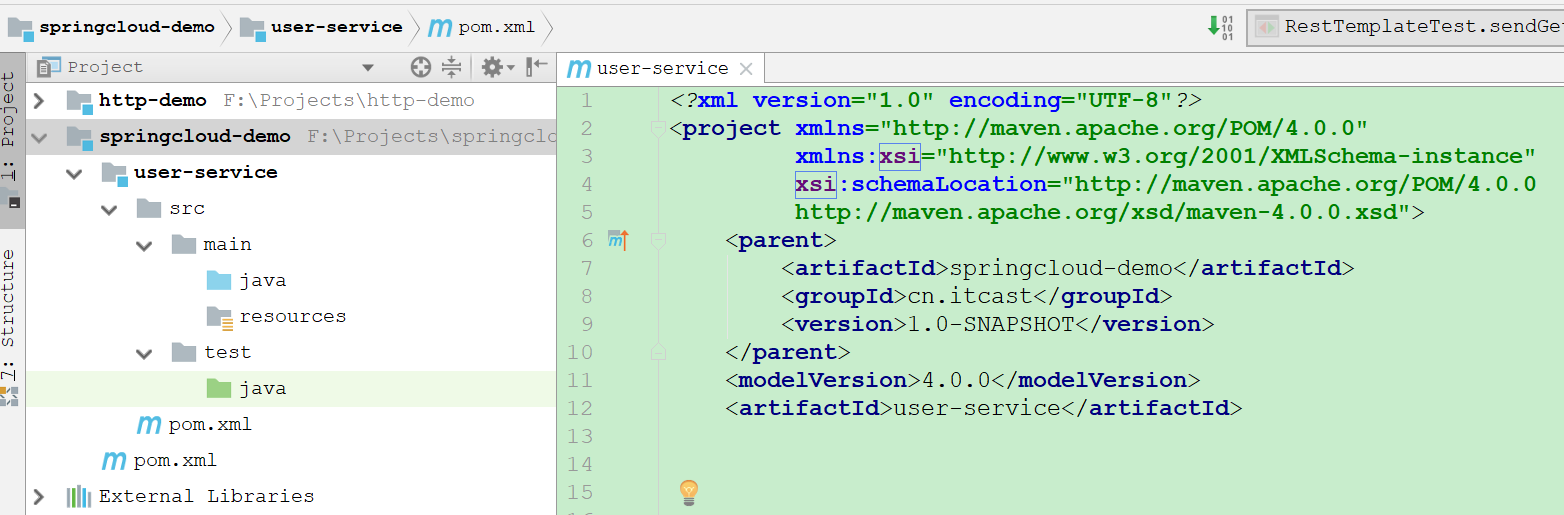 springcloud-demo user-service m pom.xml RestTemplateTest.sendGe
1: Project
7: Structure
Project
http-demo F:\Projects\http-demo
springcloud-demo F:\Projects\springclo
user-service
src
main
java
resources
test
java
m pom.xml
m pom.xml
External Libraries
m user-service
1 <?xml version="1.0" encoding="UTF-8"?>
2 <project xmlns="http://maven.apache.org/POM/4.0.0"
3 xmlns:xsi="http://www.w3.org/2001/XMLSchema-instance"
4 xsi:schemaLocation="http://maven.apache.org/POM/4.0.0
5 http://maven.apache.org/xsd/maven-4.0.0.xsd">
6 m <parent>
7 <artifactId>springcloud-demo</artifactId>
8 <groupId>cn.itcast</groupId>
9 <version>1.0-SNAPSHOT</version>
10 </parent>
11 <modelVersion>4.0.0</modelVersion>
12 <artifactId>user-service</artifactId>
13
14
15